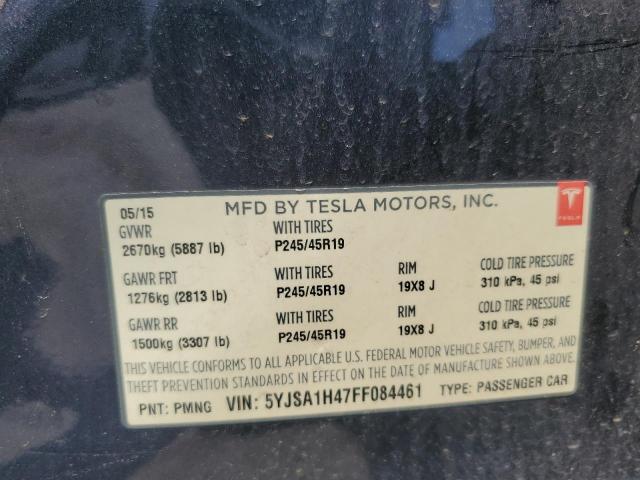 05/15
MFD BY TESLA MOTORS, INC.
TESLA
GVWR WITH TIRES
2670kg (5887 lb) P245/45R19
GAWR FRT WITH TIRES RIM COLD TIRE PRESSURE
1276kg (2813 lb) P245/45R19 19X8 J 310 kPa, 45 psi
GAWR RR WITH TIRES RIM COLD TIRE PRESSURE
1500kg (3307 lb) P245/45R19 19X8 J 310 kPa, 45 psi
THIS VEHICLE CONFORMS TO ALL APPLICABLE U.S. FEDERAL MOTOR VEHICLE SAFETY, BUMPER, AND
THEFT PREVENTION STANDARDS IN EFFECT ON THE DATE OF MANUFACTURE SHOWN ABOVE.
PNT: PMNG VIN: 5YJSA1H47FF084461 TYPE: PASSENGER CAR